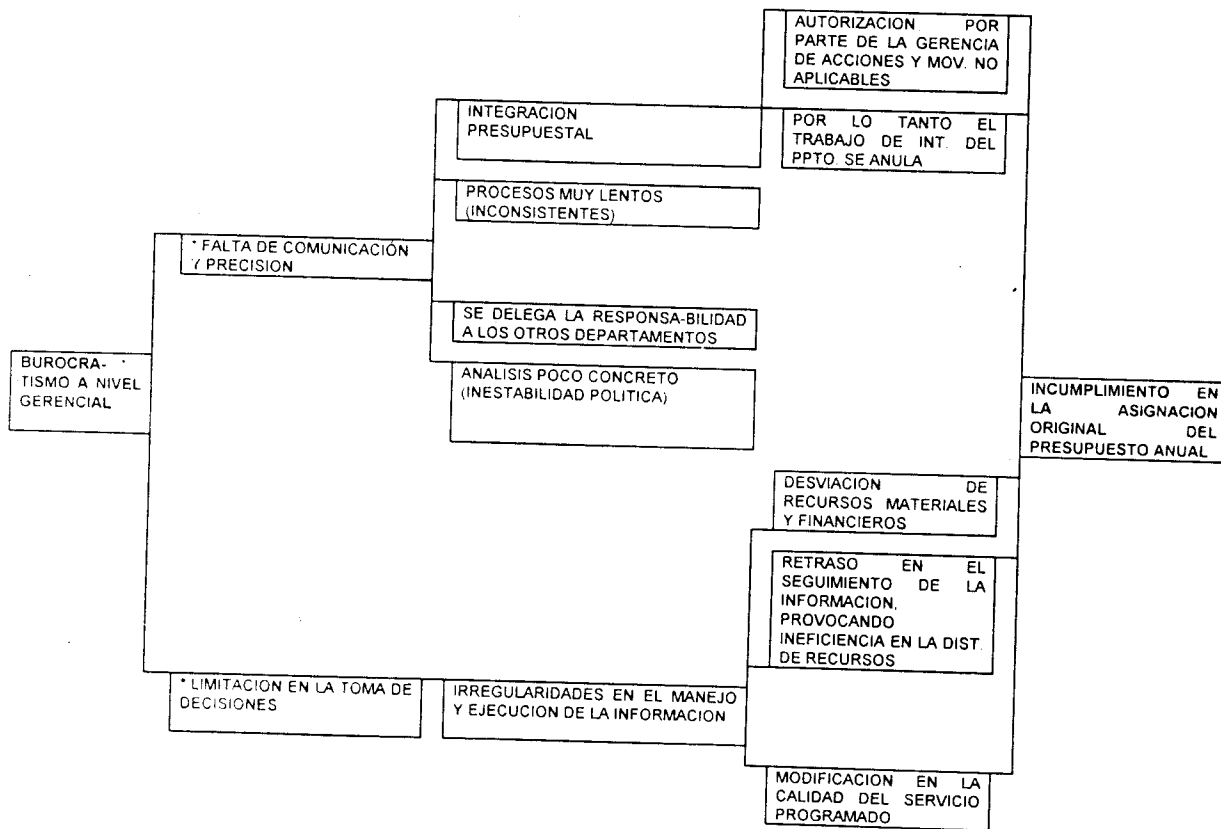 AUTORIZACION POR
PARTE DE LA GERENCIA
DE ACCIONES Y MOV. NO
APLICABLES
INTEGRACION
PRESUPUESTAL
POR LO TANTO EL
TRABAJO DE INT. DEL
PPTO. SE ANULA
PROCESOS MUY LENTOS
(INCONSISTENTES)
* FALTA DE COMUNICACIÓN
Y PRECISION
SE DELEGA LA RESPONSA-BILIDAD
A LOS OTROS DEPARTAMENTOS
BUROCRA-
TISMO A NIVEL
GERENCIAL
ANALISIS POCO CONCRETO
(INESTABILIDAD POLITICA)
INCUMPLIMIENTO EN
LA ASIGNACION
ORIGINAL DEL
PRESUPUESTO ANUAL
DESVIACION DE
RECURSOS MATERIALES
Y FINANCIEROS
RETRASO EN EL
SEGUIMIENTO DE LA
INFORMACION,
PROVOCANDO
INEFICIENCIA EN LA DIST.
DE RECURSOS
* LIMITACION EN LA TOMA DE
DECISIONES
IRREGULARIDADES EN EL MANEJO
Y EJECUCION DE LA INFORMACION
MODIFICACION EN LA
CALIDAD DEL SERVICIO
PROGRAMADO